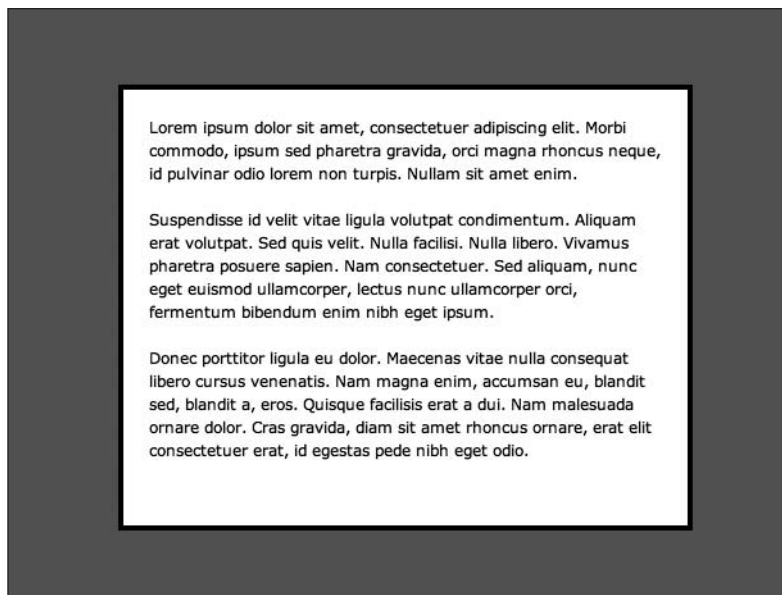 Lorem ipsum dolor sit amet, consectetuer adipiscing elit. Morbi
commodo, ipsum sed pharetra gravida, orci magna rhoncus neque,
id pulvinar odio lorem non turpis. Nullam sit amet enim.
Suspendisse id velit vitae ligula volutpat condimentum. Aliquam
erat volutpat. Sed quis velit. Nulla facilisi. Nulla libero. Vivamus
pharetra posuere sapien. Nam consectetuer. Sed aliquam, nunc
eget euismod ullamcorper, lectus nunc ullamcorper orci,
fermentum bibendum enim nibh eget ipsum.
Donec porttitor ligula eu dolor. Maecenas vitae nulla consequat
libero cursus venenatis. Nam magna enim, accumsan eu, blandit
sed, blandit a, eros. Quisque facilisis erat a dui. Nam malesuada
ornare dolor. Cras gravida, diam sit amet rhoncus ornare, erat elit
consectetuer erat, id egestas pede nibh eget odio.